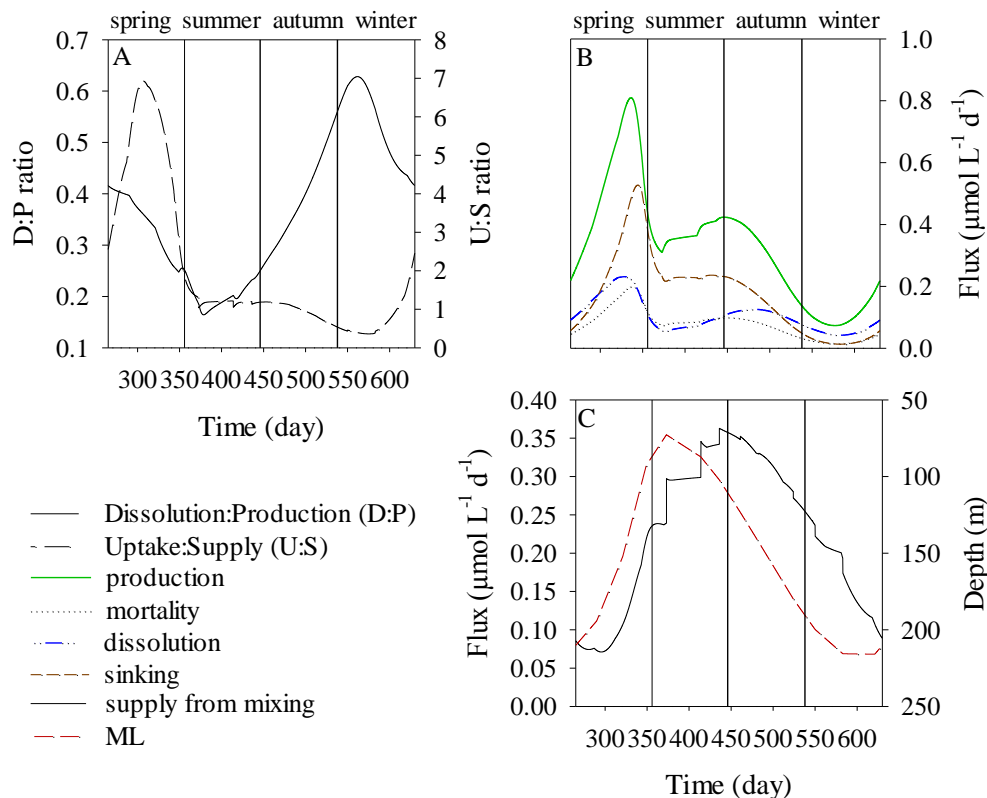 spring summer autumn winter
0.7
0.6
0.5
0.4
0.3
0.2
0.1
D:P ratio
A
8
7
6
5
4
3
2
1
0
U:S ratio
300 350 400 450 500 550 600
Time (day)
spring summer autumn winter
B
1.0
0.8
0.6
0.4
0.2
0.0
Flux (µmol L⁻¹ d⁻¹)
0.40
0.35
0.30
0.25
0.20
0.15
0.10
0.05
0.00
Flux (µmol L⁻¹ d⁻¹)
C
50
100
150
200
250
Depth (m)
300 350 400 450 500 550 600
Time (day)
Dissolution:Production (D:P)
Uptake:Supply (U:S)
production
mortality
dissolution
sinking
supply from mixing
ML